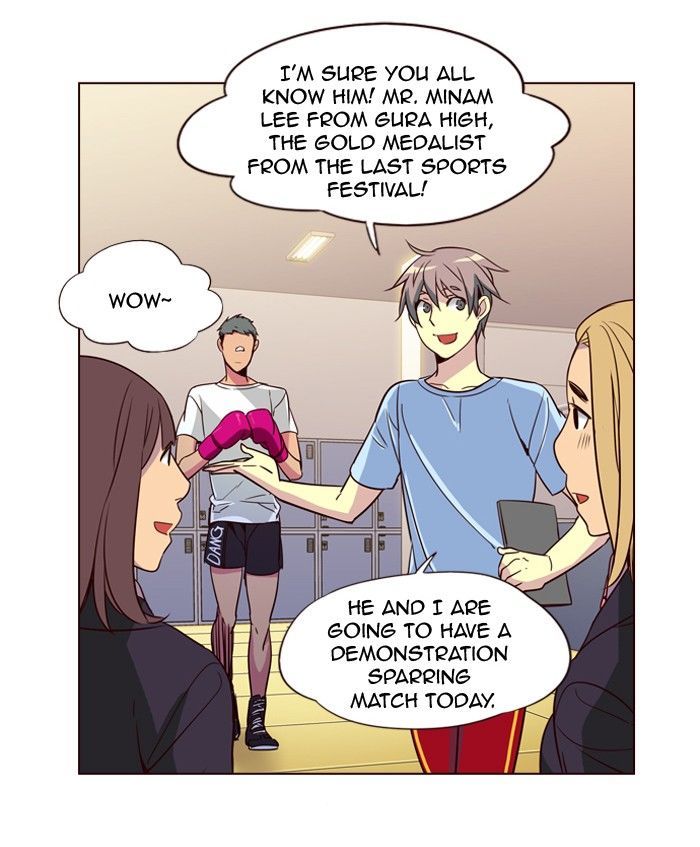 I'M SURE YOU ALL
KNOW HIM! MR. MINAM
LEE FROM GURA HIGH,
THE GOLD MEDALIST
FROM THE LAST SPORTS
FESTIVAL!
WOW~
DANG
HE AND I ARE
GOING TO HAVE A
DEMONSTRATION
SPARRING
MATCH TODAY.